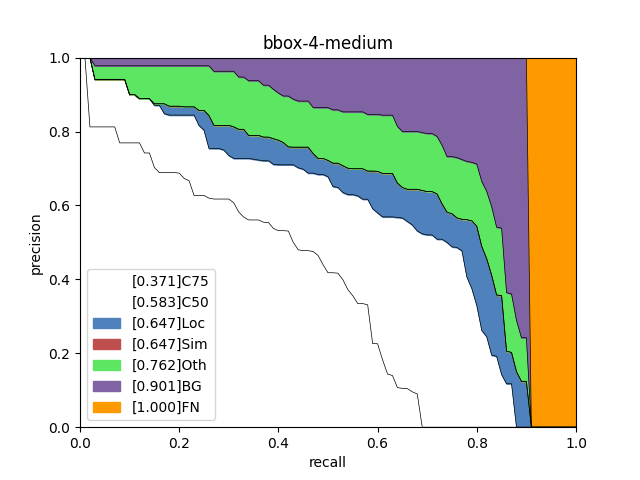 bbox-4-medium
1.0
0.8
0.6
0.4
0.2
0.0
precision
[0.371]C75
[0.583]C50
[0.647]Loc
[0.647]Sim
[0.762]Oth
[0.901]BG
[1.000]FN
0.0 0.2 0.4 0.6 0.8 1.0
recall